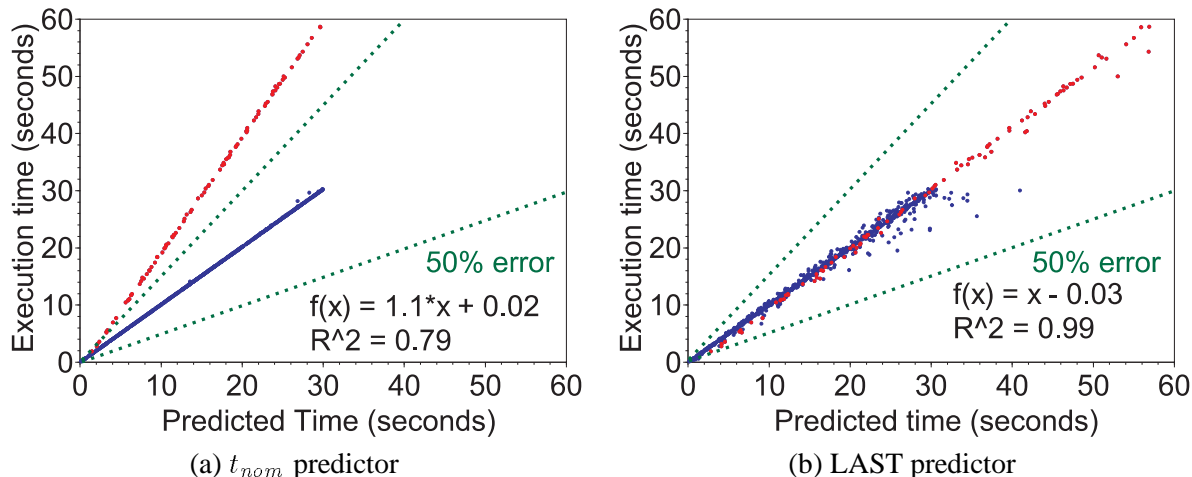 Execution time (seconds)
60
50
40
30
20
10
0
50% error
f(x) = 1.1*x + 0.02
R^2 = 0.79
0 10 20 30 40 50 60
Predicted Time (seconds)
(a) t_nom predictor
Execution time (seconds)
60
50
40
30
20
10
0
50% error
f(x) = x - 0.03
R^2 = 0.99
0 10 20 30 40 50 60
Predicted time (seconds)
(b) LAST predictor